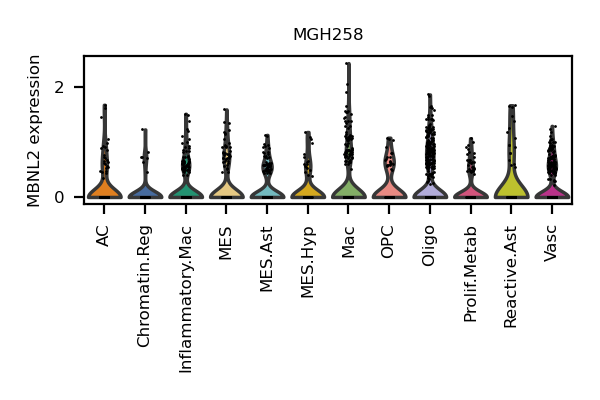 MGH258
MBNL2 expression
2
0
AC
Chromatin.Reg
Inflammatory.Mac
MES
MES.Ast
MES.Hyp
Mac
OPC
Oligo
Prolif.Metab
Reactive.Ast
Vasc